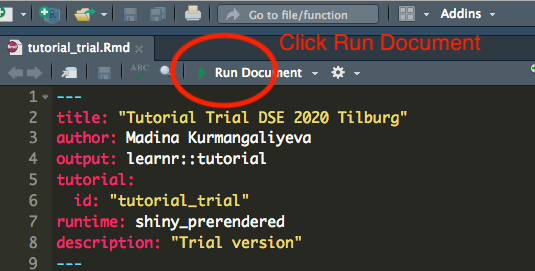 Go to file/function
Addins
tutorial_trial.Rmd
Click Run Document
ABC
Run Document
1 ---
2 title: "Tutorial Trial DSE 2020 Tilburg"
3 author: Madina Kurmangaliyeva
4 output: learnr::tutorial
5 tutorial:
6 id: "tutorial_trial"
7 runtime: shiny_prerendered
8 description: "Trial version"
9 ---